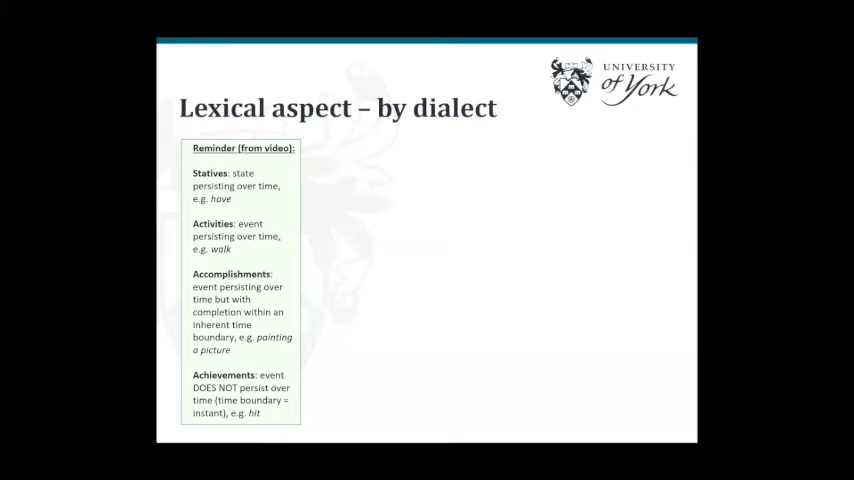 UNIVERSITY
of York
Lexical aspect – by dialect
Reminder (from video):
Statives: state
persisting over time,
e.g. have
Activities: event
persisting over time,
e.g. walk
Accomplishments:
event persisting over
time but with
completion within an
inherent time
boundary, e.g. painting
a picture
Achievements: event
DOES NOT persist over
time (time boundary =
instant), e.g. hit